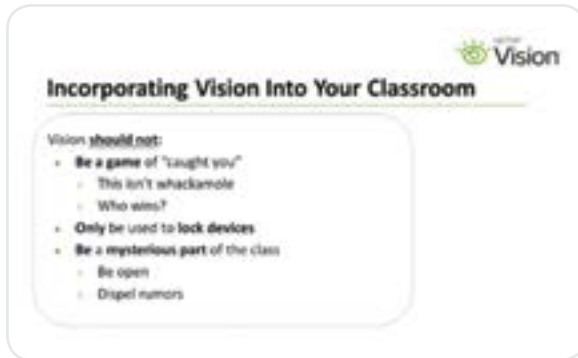 Vision
Incorporating Vision Into Your Classroom
Vision should not:
Be a game of "caught you"
This isn't whackamole
Who wins?
Only be used to lock devices
Be a mysterious part of the class
Be open
Dispel rumors